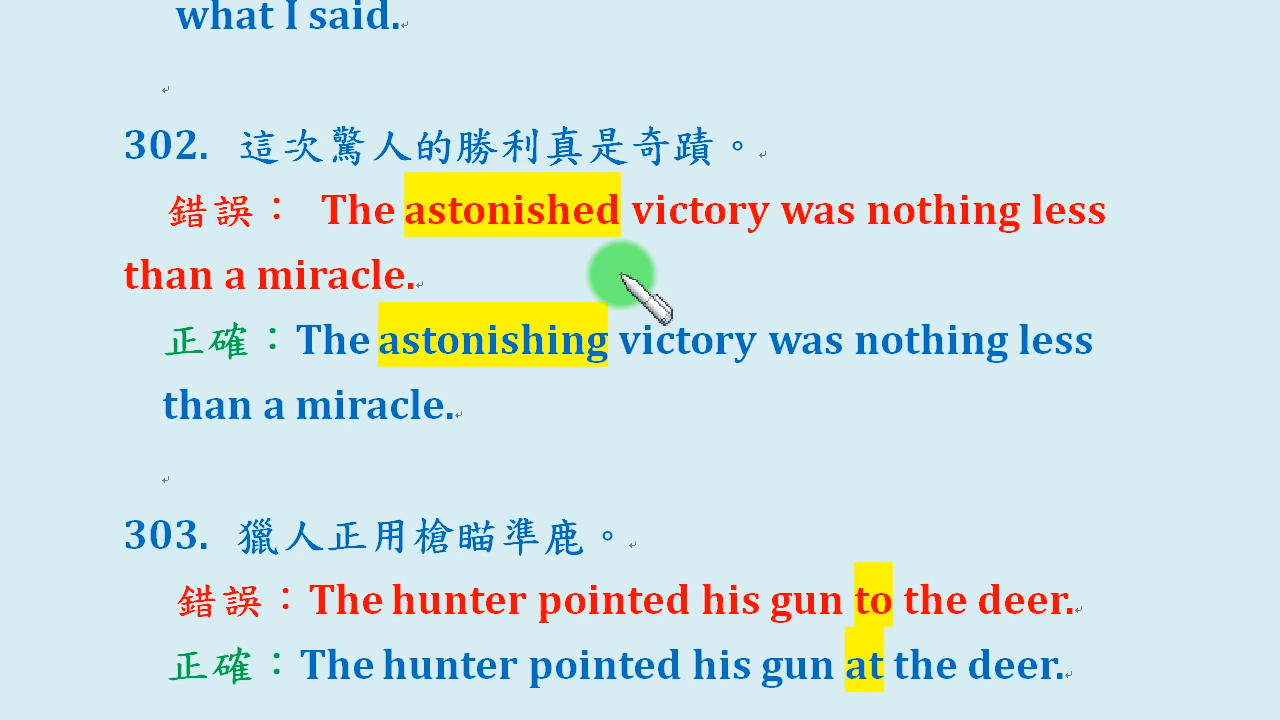 what I said.
302. 這次驚人的勝利真是奇蹟。
錯誤： The astonished victory was nothing less
than a miracle.
正確：The astonishing victory was nothing less
than a miracle.
303. 獵人正用槍瞄準鹿。
錯誤：The hunter pointed his gun to the deer.
正確：The hunter pointed his gun at the deer.